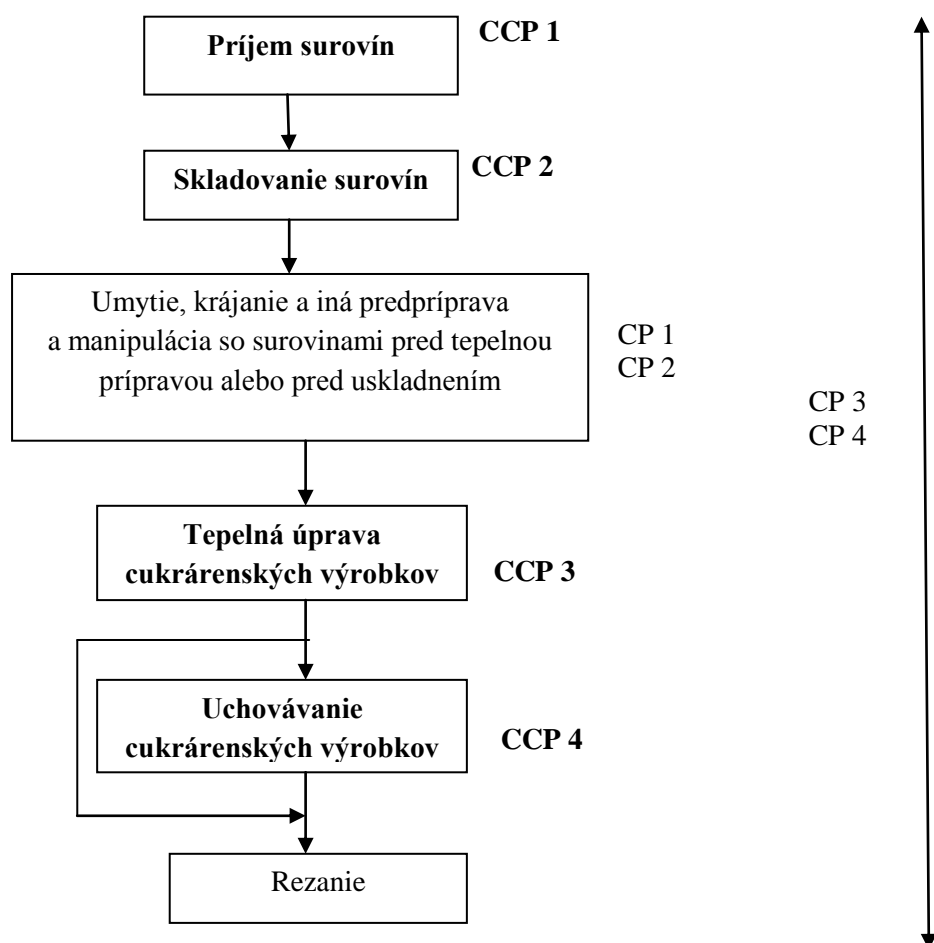 Príjem surovín
CCP 1
Skladovanie surovín
CCP 2
Umytie, krájanie a iná predpríprava
a manipulácia so surovinami pred tepelnou
prípravou alebo pred uskladnením
CP 1
CP 2
CP 3
CP 4
Tepelná úprava
cukrárenských výrobkov
CCP 3
Uchovávanie
cukrárenských výrobkov
CCP 4
Rezanie